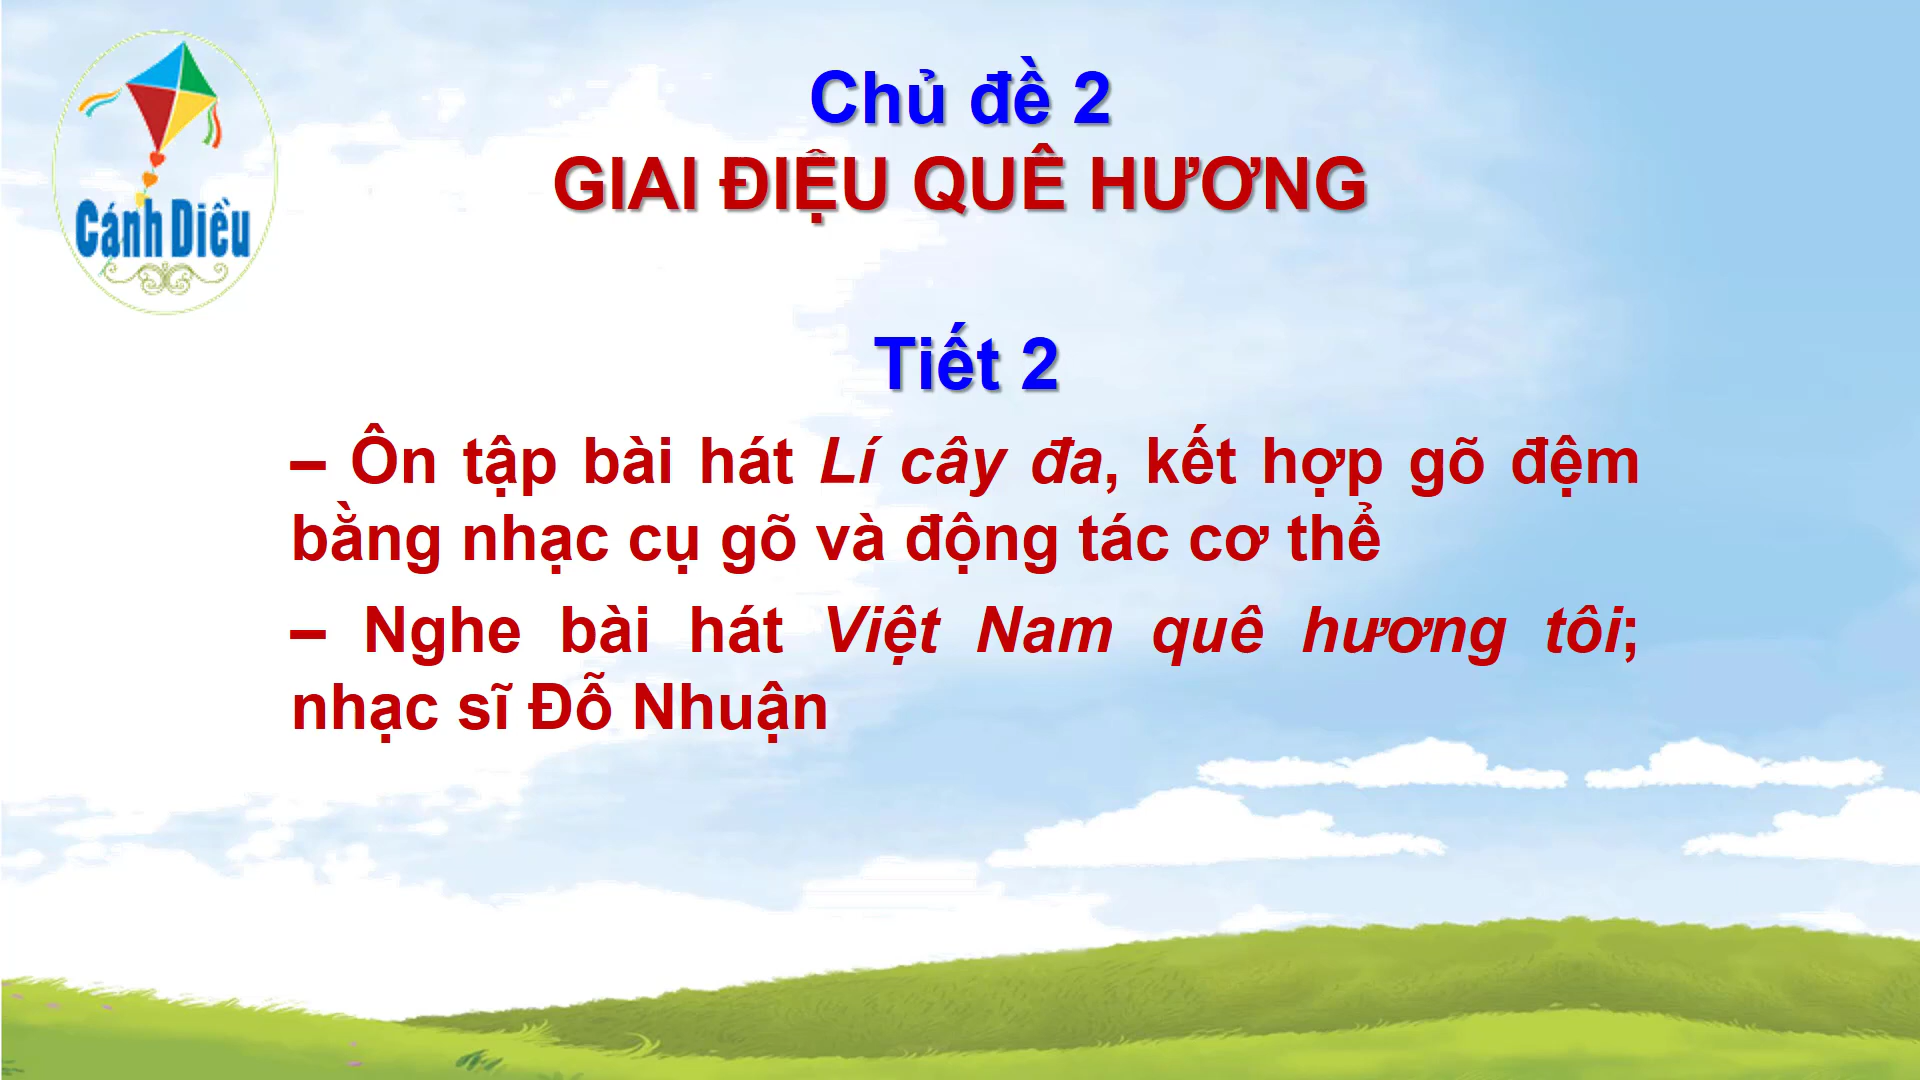 Cánh Diều
Chủ đề 2
GIAI ĐIỆU QUÊ HƯƠNG
Tiết 2
– Ôn tập bài hát Lí cây đa, kết hợp gõ đệm
bằng nhạc cụ gõ và động tác cơ thể
– Nghe bài hát Việt Nam quê hương tôi;
nhạc sĩ Đỗ Nhuận